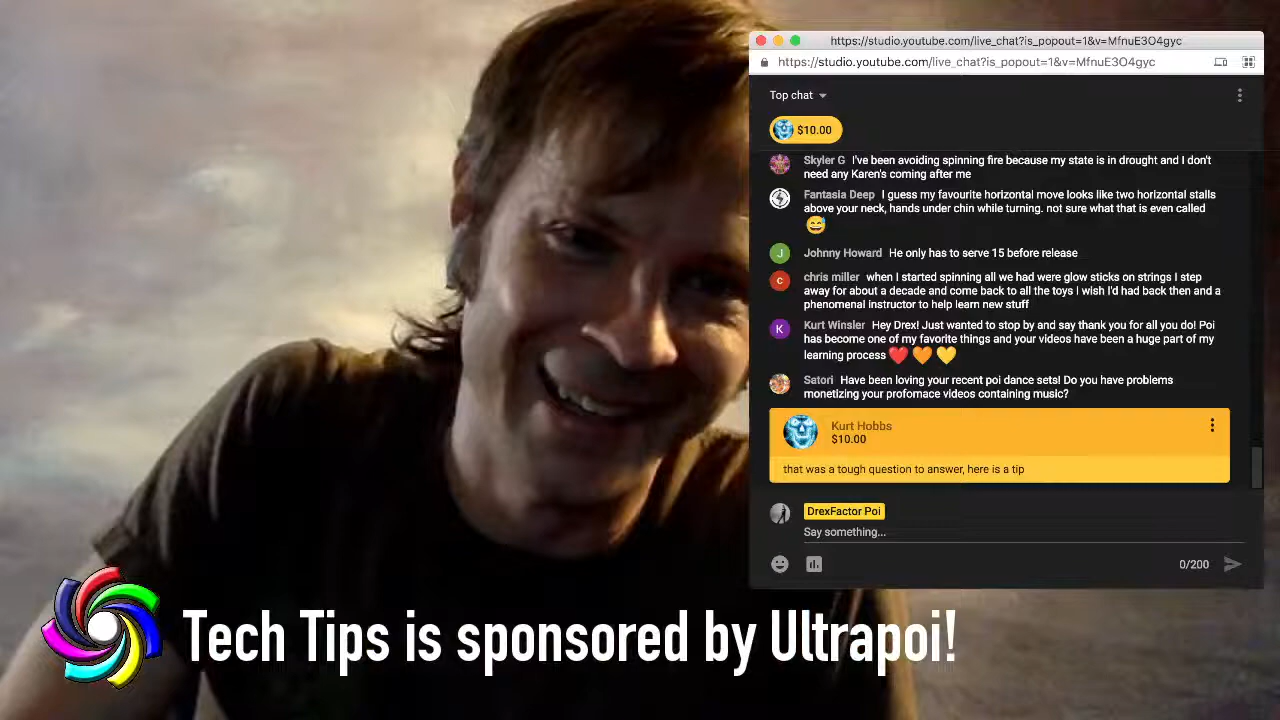 https://studio.youtube.com/live_chat?is_popout=1&v=MfnuE3O4gyc
https://studio.youtube.com/live_chat?is_popout=1&v=MfnuE3O4gyc
Top chat
$10.00
Skyler G I've been avoiding spinning fire because my state is in drought and I don't
need any Karen's coming after me
Fantasia Deep I guess my favourite horizontal move looks like two horizontal stalls
above your neck, hands under chin while turning. not sure what that is even called
J Johnny Howard He only has to serve 15 before release
c chris miller when I started spinning all we had were glow sticks on strings I step
away for about a decade and come back to all the toys I wish I'd had back then and a
phenomenal instructor to help learn new stuff
K Kurt Winsler Hey Drex! Just wanted to stop by and say thank you for all you do! Poi
has become one of my favorite things and your videos have been a huge part of my
learning process
Satori Have been loving your recent poi dance sets! Do you have problems
monetizing your profomace videos containing music?
Kurt Hobbs
$10.00
that was a tough question to answer, here is a tip
DrexFactor Poi
Say something...
0/200
Tech Tips is sponsored by Ultrapoi!